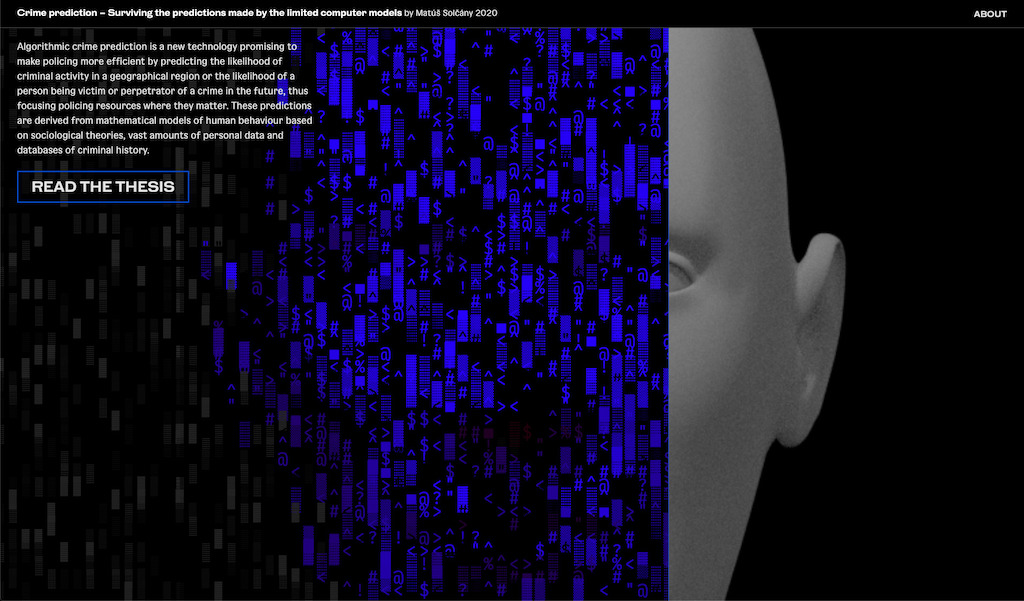 Crime prediction – Surviving the predictions made by the limited computer models by Matúš Solčány 2020
ABOUT
Algorithmic crime prediction is a new technology promising to
make policing more efficient by predicting the likelihood of
criminal activity in a geographical region or the likelihood of a
person being victim or perpetrator of a crime in the future, thus
focusing policing resources where they matter. These predictions
are derived from mathematical models of human behaviour based
on sociological theories, vast amounts of personal data and
databases of criminal history.
READ THE THESIS